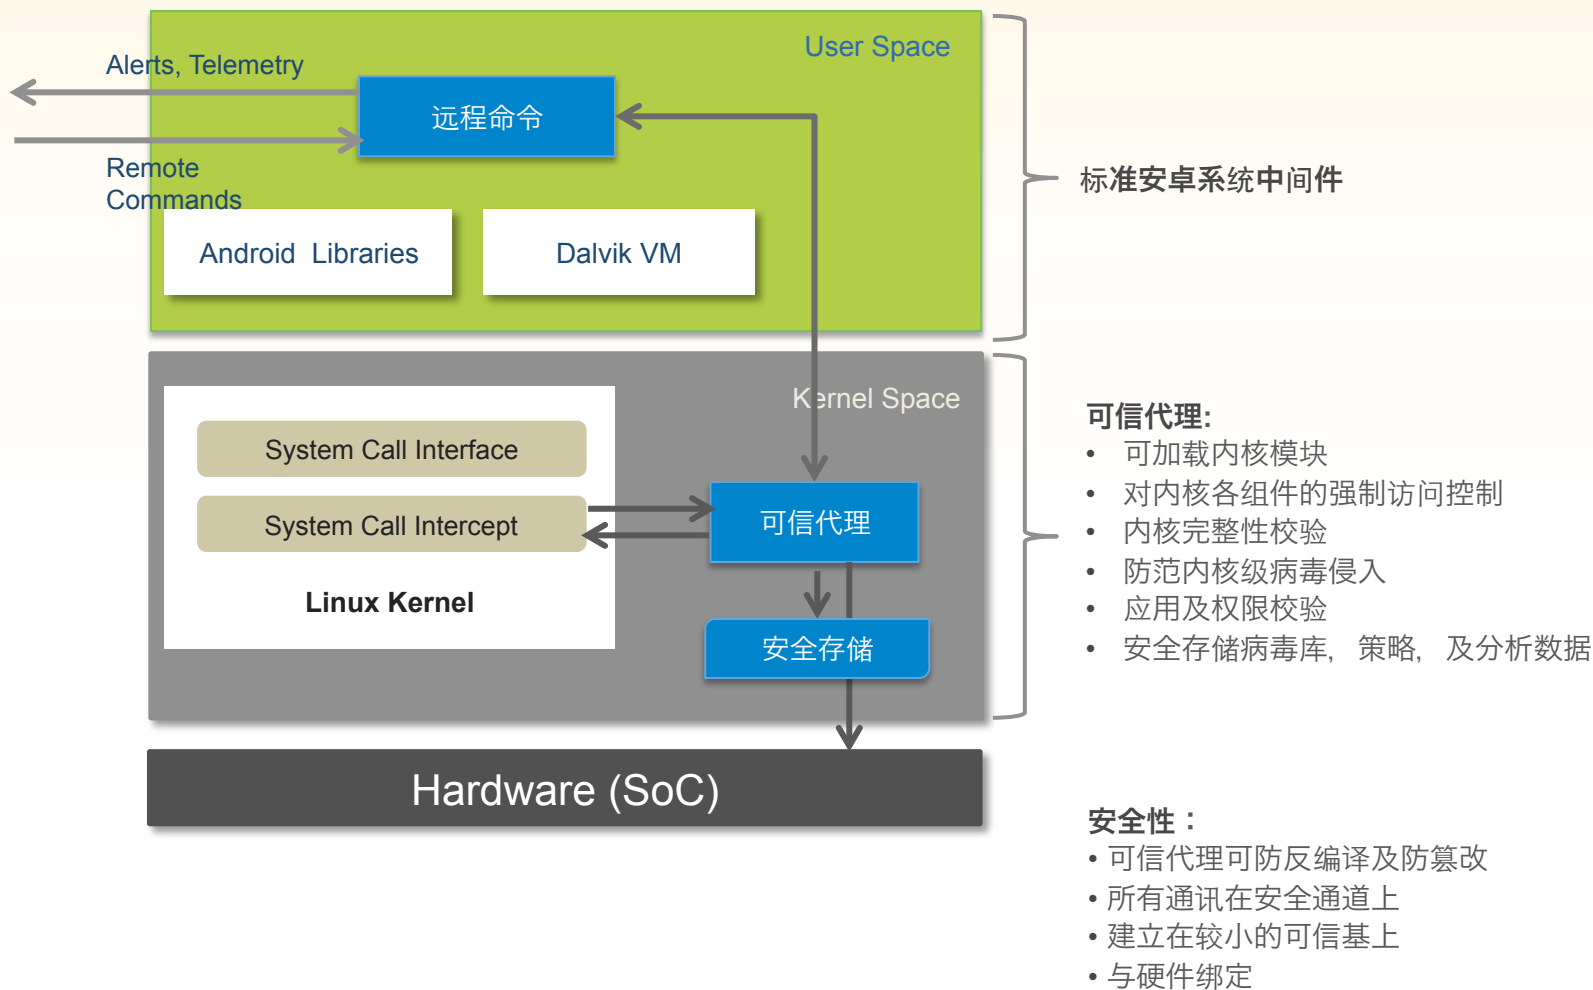 User Space
Alerts, Telemetry
远程命令
Remote
Commands
Android Libraries
Dalvik VM
标准安卓系统中间件
Kernel Space
System Call Interface
System Call Intercept
Linux Kernel
可信代理
安全存储
可信代理:
• 可加载内核模块
• 对内核各组件的强制访问控制
• 内核完整性校验
• 防范内核级病毒侵入
• 应用及权限校验
• 安全存储病毒库, 策略, 及分析数据
Hardware (SoC)
安全性：
• 可信代理可防反编译及防篡改
• 所有通讯在安全通道上
• 建立在较小的可信基上
• 与硬件绑定